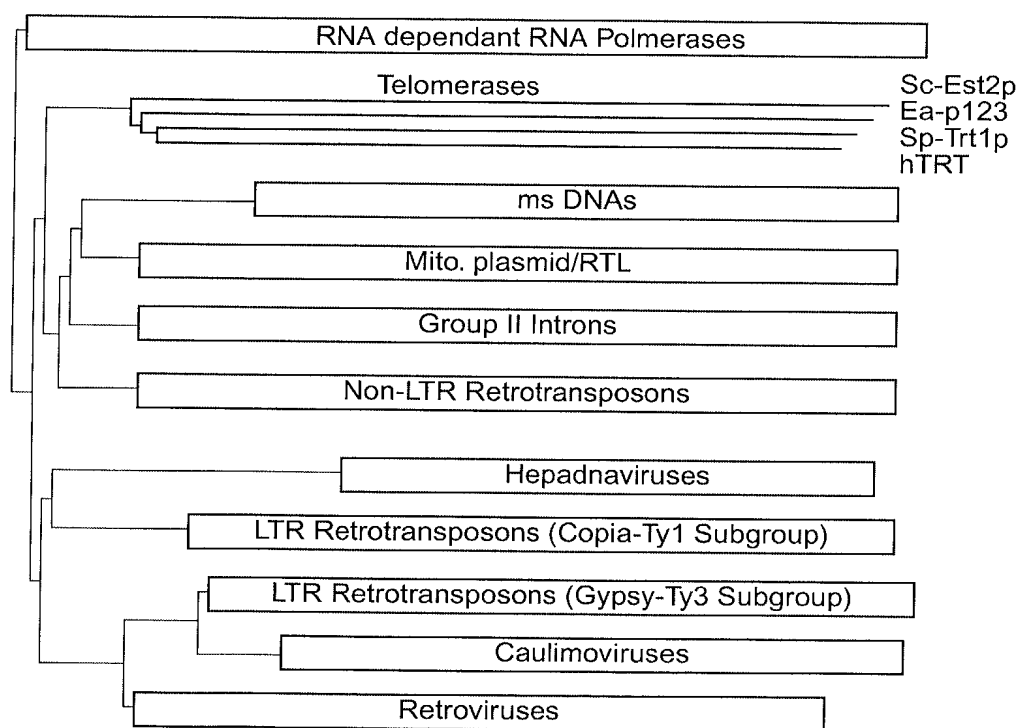 RNA dependant RNA Polmerases
Telomerases
Sc-Est2p
Ea-p123
Sp-Trt1p
hTRT
ms DNAs
Mito. plasmid/RTL
Group II Introns
Non-LTR Retrotransposons
Hepadnaviruses
LTR Retrotransposons (Copia-Ty1 Subgroup)
LTR Retrotransposons (Gypsy-Ty3 Subgroup)
Caulimoviruses
Retroviruses